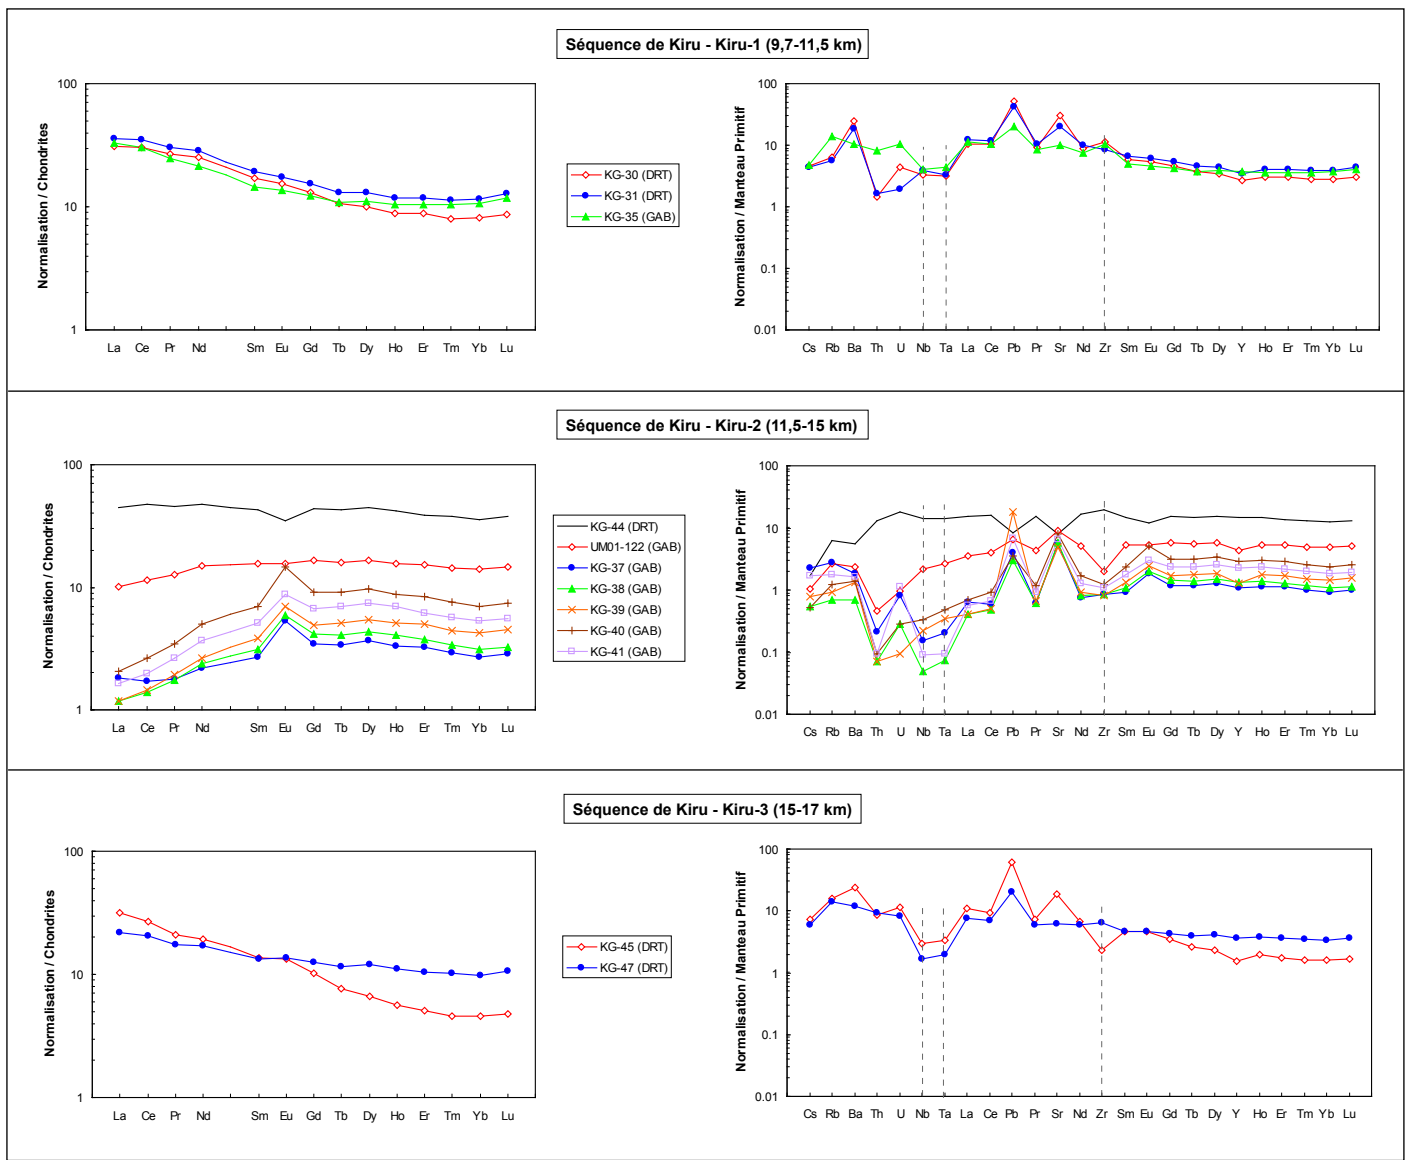 Séquence de Kiru - Kiru-1 (9,7-11,5 km)
Normalisation / Chondrites
100
10
1
La Ce Pr Nd Sm Eu Gd Tb Dy Ho Er Tm Yb Lu
KG-30 (DRT)
KG-31 (DRT)
KG-35 (GAB)
Normalisation / Manteau Primitif
100
10
1
0.1
0.01
Cs Rb Ba Th U Nb Ta La Ce Pb Pr Sr Nd Zr Sm Eu Gd Tb Dy Y Ho Er Tm Yb Lu
Séquence de Kiru - Kiru-2 (11,5-15 km)
Normalisation / Chondrites
100
10
1
La Ce Pr Nd Sm Eu Gd Tb Dy Ho Er Tm Yb Lu
KG-44 (DRT)
UM01-122 (GAB)
KG-37 (GAB)
KG-38 (GAB)
KG-39 (GAB)
KG-40 (GAB)
KG-41 (GAB)
Normalisation / Manteau Primitif
100
10
1
0.1
0.01
Cs Rb Ba Th U Nb Ta La Ce Pb Pr Sr Nd Zr Sm Eu Gd Tb Dy Y Ho Er Tm Yb Lu
Séquence de Kiru - Kiru-3 (15-17 km)
Normalisation / Chondrites
100
10
1
La Ce Pr Nd Sm Eu Gd Tb Dy Ho Er Tm Yb Lu
KG-45 (DRT)
KG-47 (DRT)
Normalisation / Manteau Primitif
100
10
1
0.1
0.01
Cs Rb Ba Th U Nb Ta La Ce Pb Pr Sr Nd Zr Sm Eu Gd Tb Dy Y Ho Er Tm Yb Lu